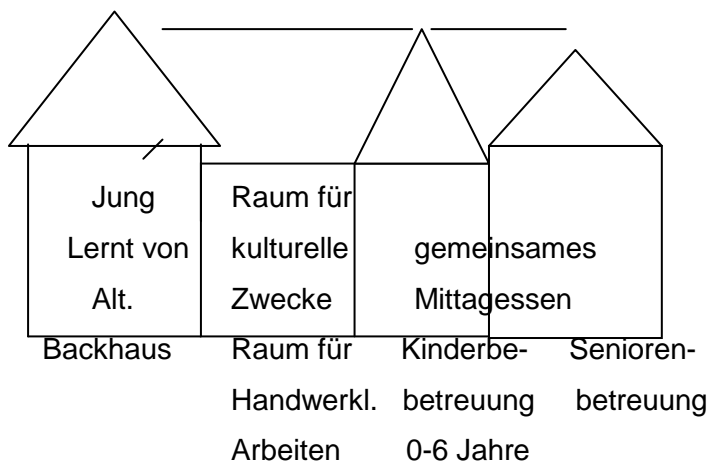 Jung Raum für
Lernt von kulturelle gemeinsames
Alt. Zwecke Mittagessen
Backhaus Raum für Kinderbe- Senioren-
Handwerkl. betreuung betreuung
Arbeiten 0-6 Jahre